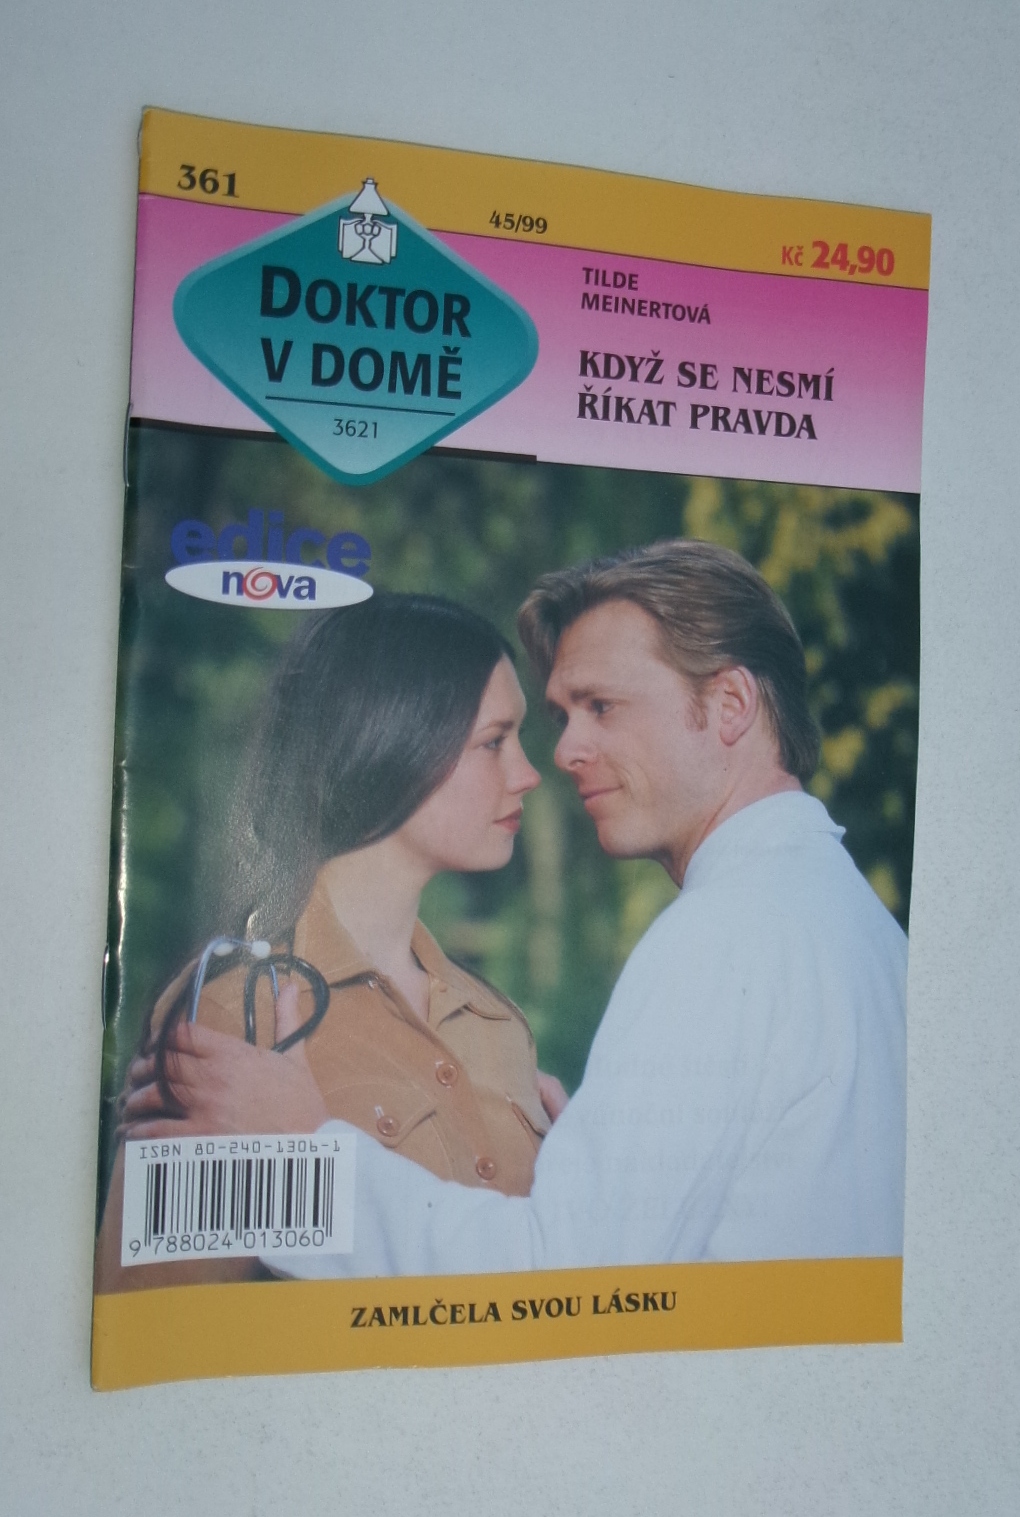 361
45/99
Kč 24,90
DOKTOR
V DOMĚ
3621
TILDE
MEINERTOVÁ
KDYŽ SE NESMÍ
ŘÍKAT PRAVDA
edice
nova
ISBN 80-240-1306-1
9 788024 013060
ZAMLČELA SVOU LÁSKU